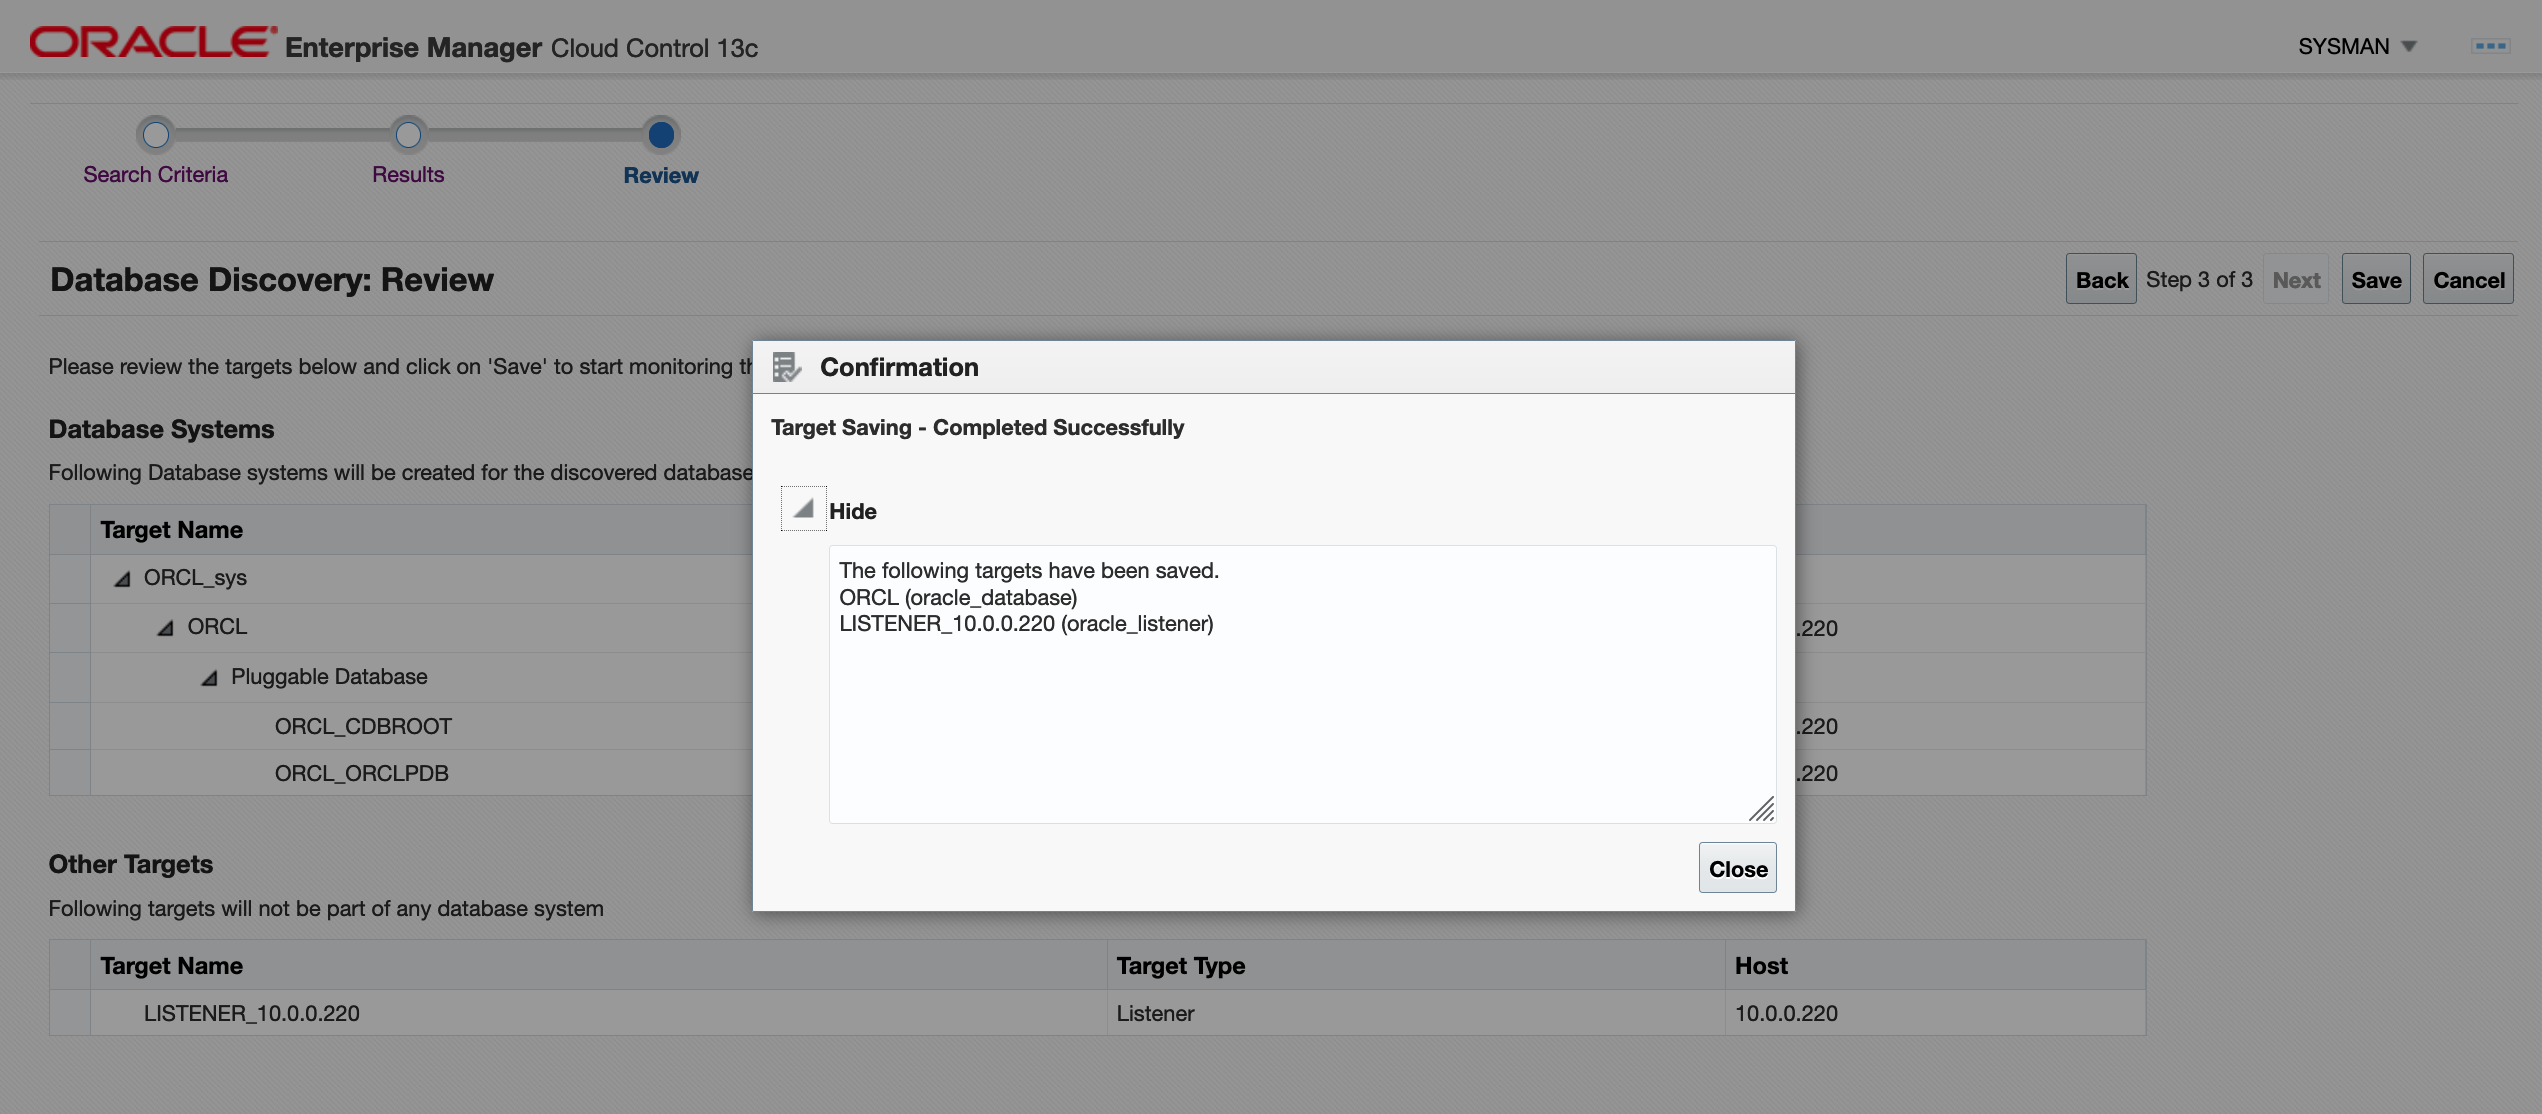 ORACLE® Enterprise Manager Cloud Control 13c
SYSMAN
Search Criteria
Results
Review
Database Discovery: Review
Back
Step 3 of 3
Next
Save
Cancel
Please review the targets below and click on 'Save' to start monitoring
Database Systems
Following Database systems will be created for the discovered database
Target Name
ORCL_sys
ORCL
.220
Pluggable Database
ORCL_CDBROOT
.220
ORCL_ORCLPDB
.220
Confirmation
Target Saving - Completed Successfully
Hide
The following targets have been saved.
ORCL (oracle_database)
LISTENER_10.0.0.220 (oracle_listener)
Close
Other Targets
Following targets will not be part of any database system
Target Name
Target Type
Host
LISTENER_10.0.0.220
Listener
10.0.0.220